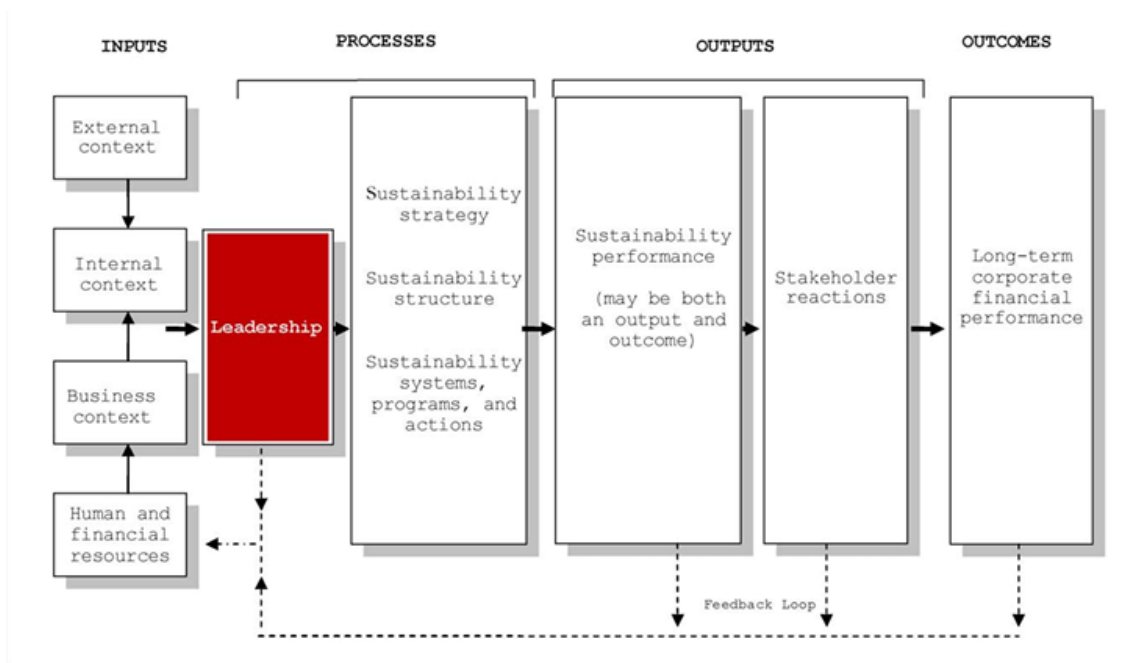 INPUTS
PROCESSES
OUTPUTS
OUTCOMES
External
context
Internal
context
Business
context
Human and
financial
resources
Leadership
Sustainability
strategy
Sustainability
structure
Sustainability
systems,
programs, and
actions
Sustainability
performance
(may be both
an output and
outcome)
Stakeholder
reactions
Long-term
corporate
financial
performance
Feedback Loop